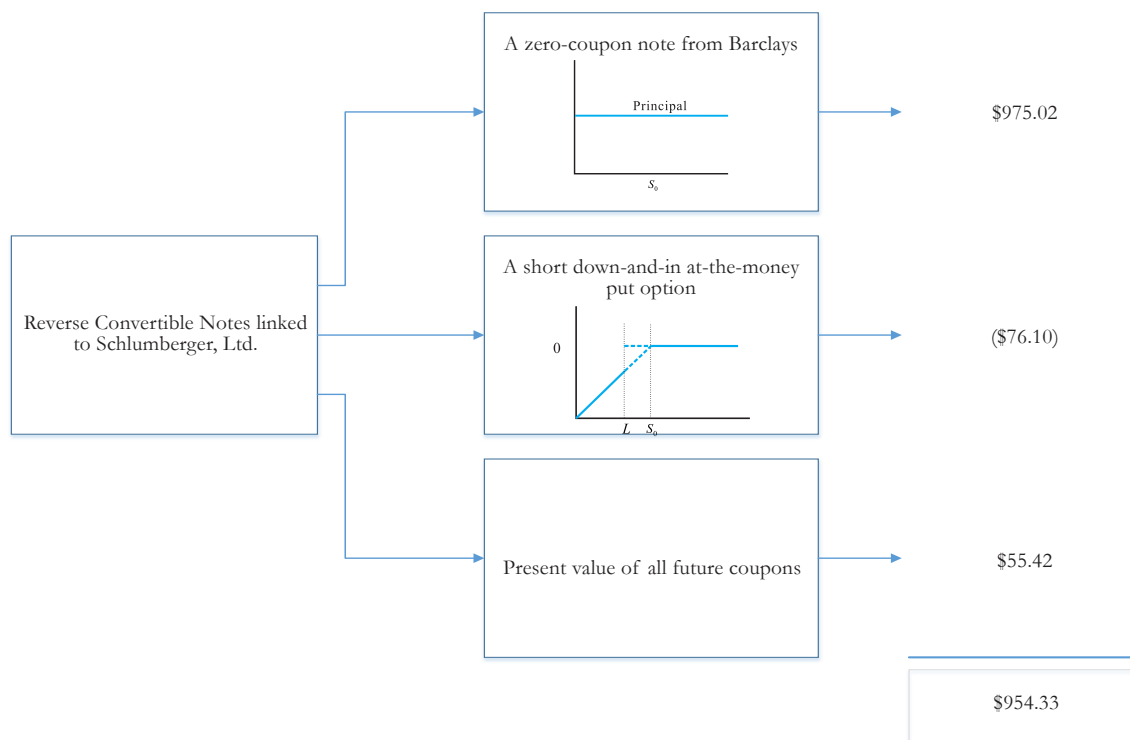 A zero-coupon note from Barclays
Principal
S₀
$975.02
Reverse Convertible Notes linked
to Schlumberger, Ltd.
A short down-and-in at-the-money
put option
0
L S₀
($76.10)
Present value of all future coupons
$55.42
$954.33